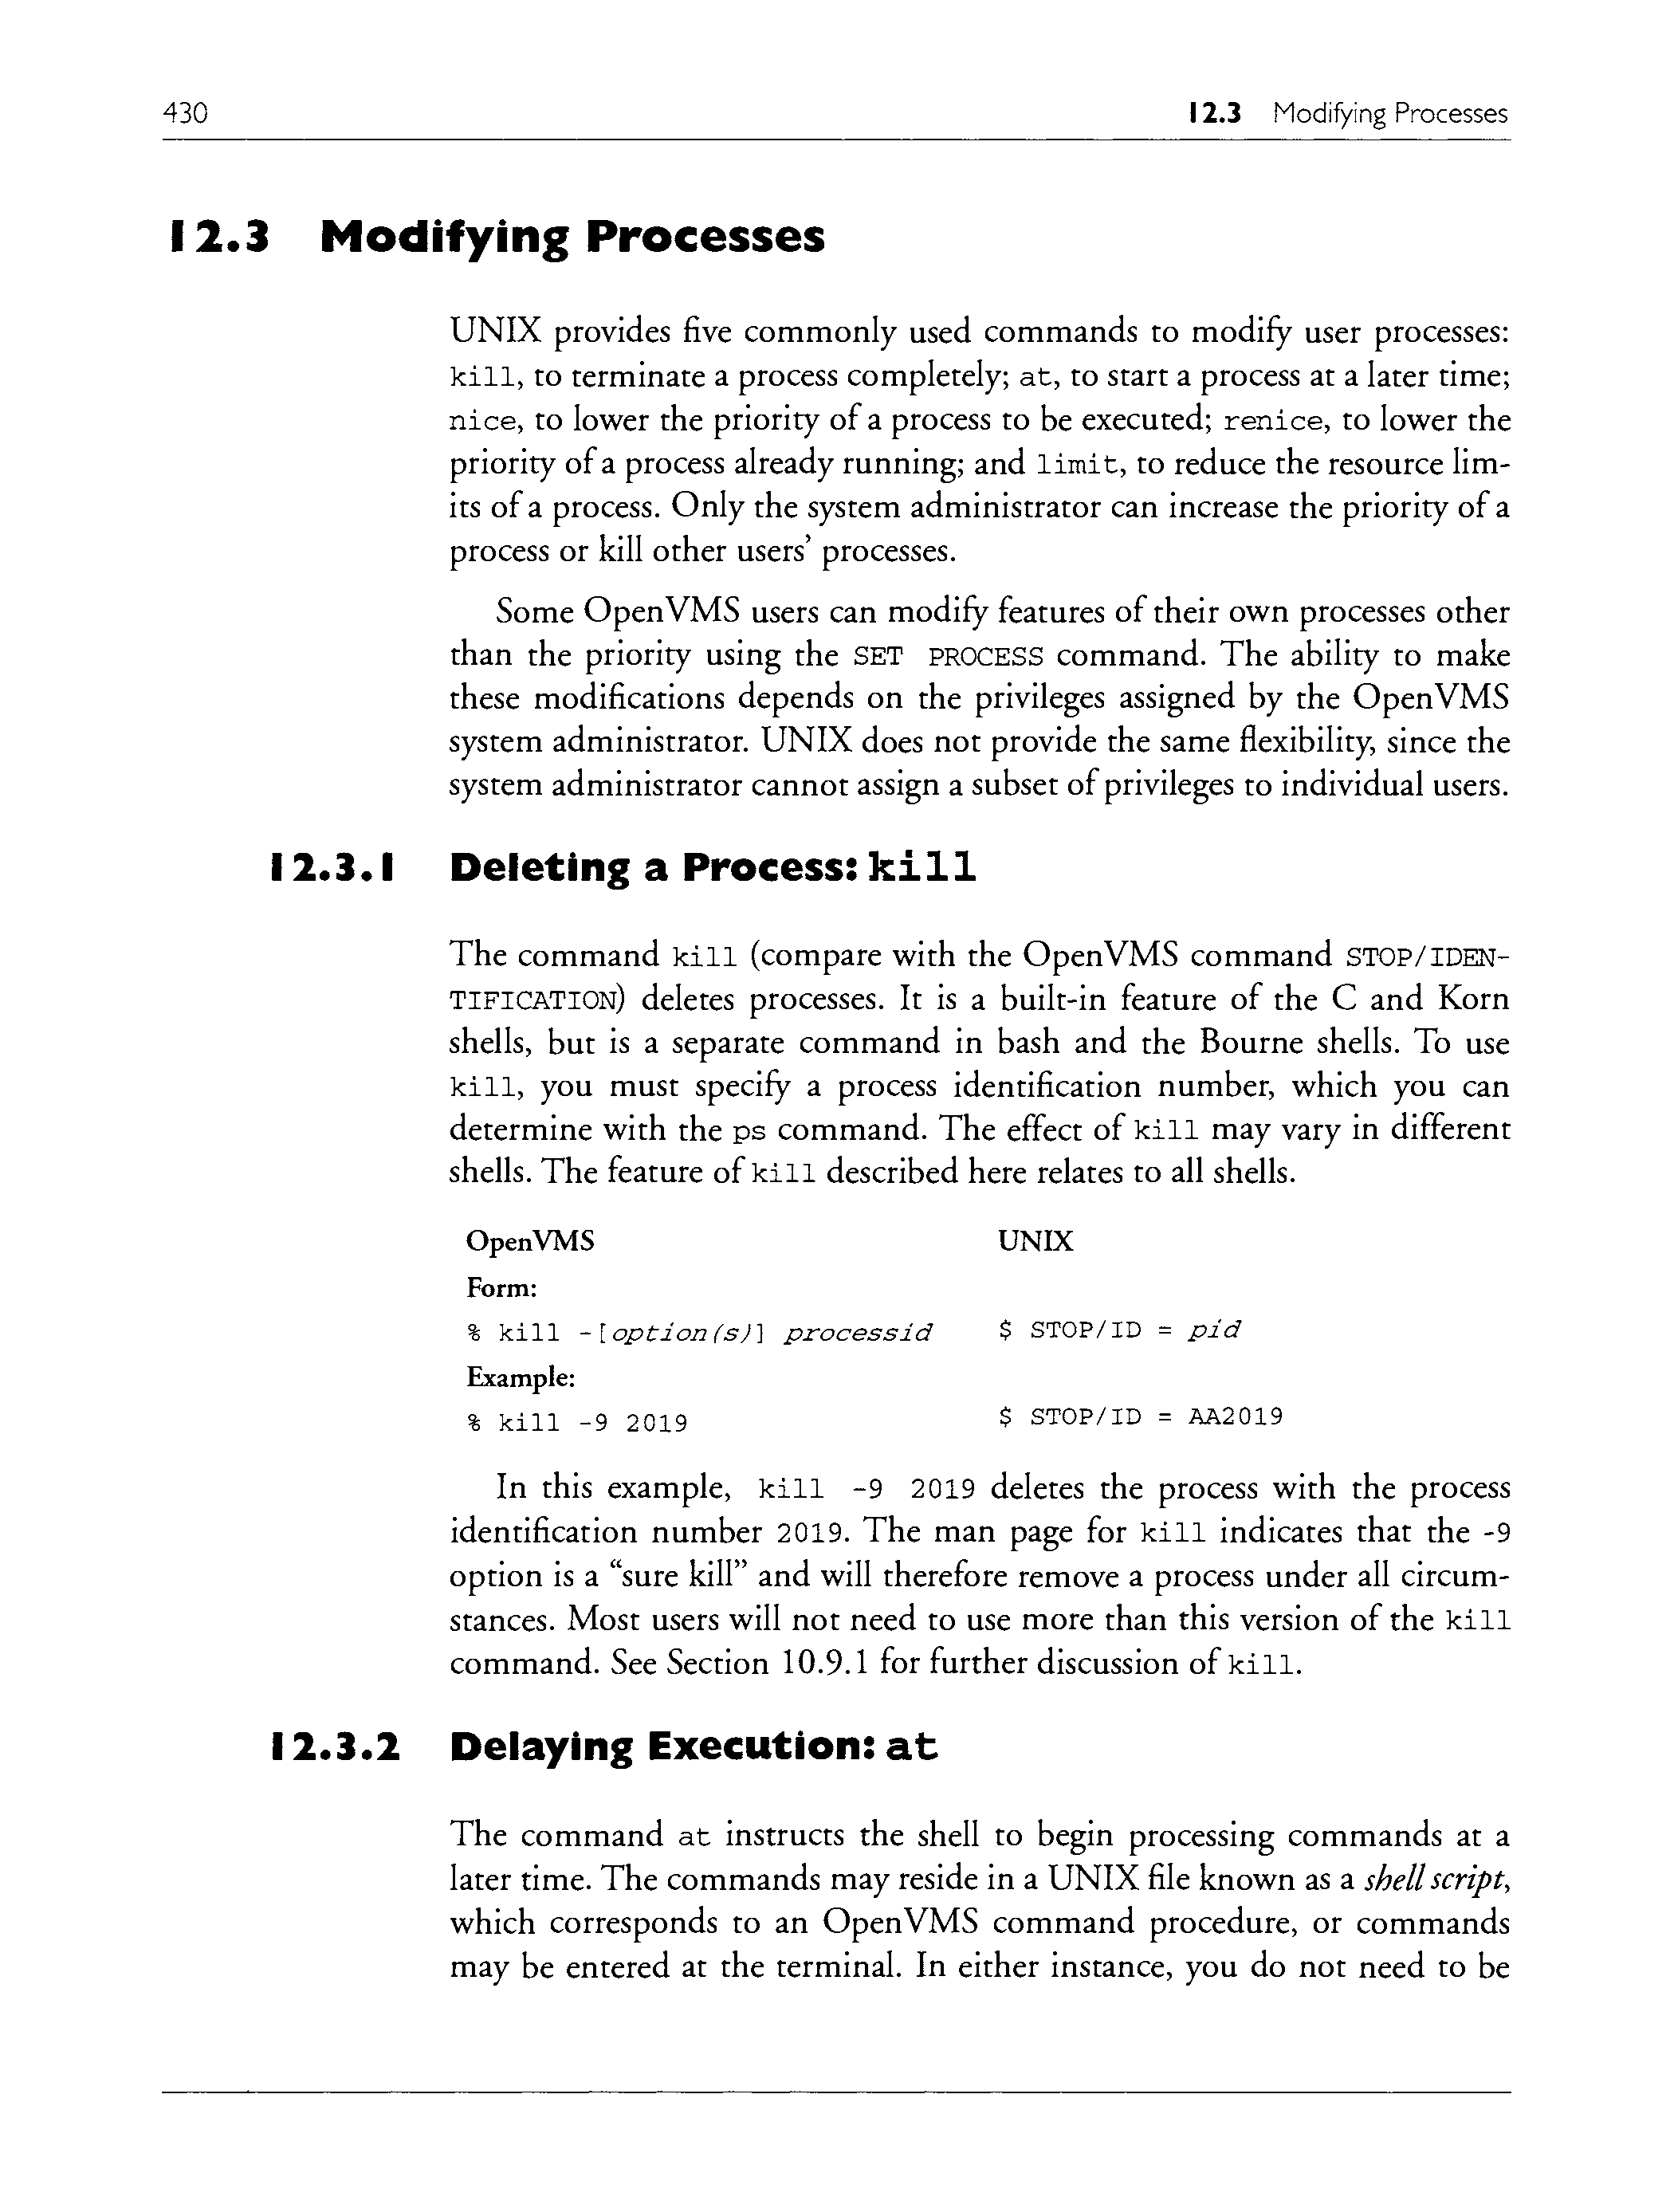 430 12.3 Modifying Processes
12.3 Modifying Processes
UNIX provides five commonly used commands to modify user processes:
kill, to terminate a process completely; at, to start a process at a later time;
nice, to lower the priority of a process to be executed; renice, to lower the
priority of a process already running; and limit, to reduce the resource lim-
its of a process. Only the system administrator can increase the priority of a
process or kill other users’ processes.
Some OpenVMS users can modify features of their own processes other
than the priority using the SET PROCESS command. The ability to make
these modifications depends on the privileges assigned by the OpenVMS
system administrator. UNIX does not provide the same flexibility, since the
system administrator cannot assign a subset of privileges to individual users.
12.3.1 Deleting a Process: kill
The command kill (compare with the OpenVMS command STOP/IDEN-
TIFICATION) deletes processes. It is a built-in feature of the C and Korn
shells, but is a separate command in bash and the Bourne shells. To use
kill, you must specify a process identification number, which you can
determine with the ps command. The effect of kill may vary in different
shells. The feature of kill described here relates to all shells.
OpenVMS UNIX
Form:
% kill -[option(s)] processid $ STOP/ID = pid
Example:
% kill -9 2019 $ STOP/ID = AA2019
In this example, kill -9 2019 deletes the process with the process
identification number 2019. The man page for kill indicates that the -9
option is a “sure kill” and will therefore remove a process under all circum-
stances. Most users will not need to use more than this version of the kill
command. See Section 10.9.1 for further discussion of kill.
12.3.2 Delaying Execution: at
The command at instructs the shell to begin processing commands at a
later time. The commands may reside in a UNIX file known as a shell script,
which corresponds to an OpenVMS command procedure, or commands
may be entered at the terminal. In either instance, you do not need to be